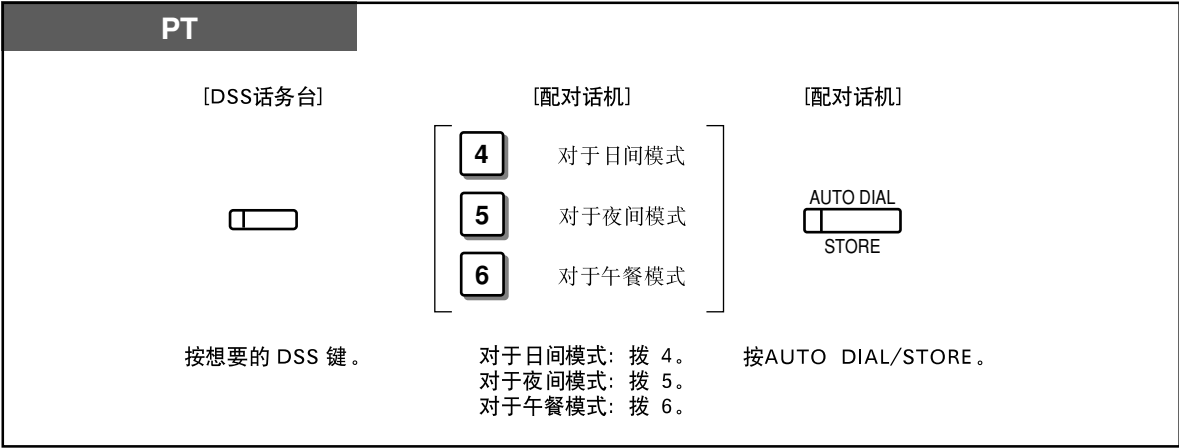 PT
[DSS话务台]
[配对话机]
[配对话机]
4 对于日间模式
5 对于夜间模式
6 对于午餐模式
AUTO DIAL
STORE
按想要的 DSS 键。
对于日间模式: 拨 4。
对于夜间模式: 拨 5。
对于午餐模式: 拨 6。
按AUTO DIAL/STORE。